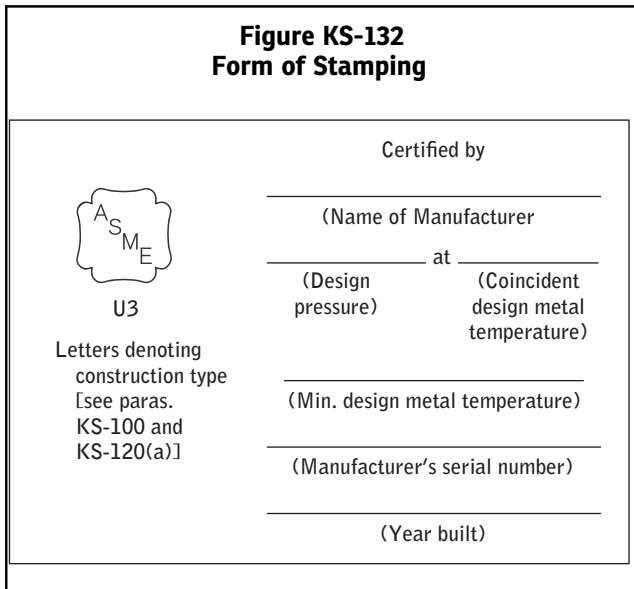 Figure KS-132
Form of Stamping
ASME
U3
Letters denoting
construction type
[see paras.
KS-100 and
KS-120(a)]
Certified by
(Name of Manufacturer
at
(Design
pressure)
(Coincident
design metal
temperature)
(Min. design metal temperature)
(Manufacturer's serial number)
(Year built)